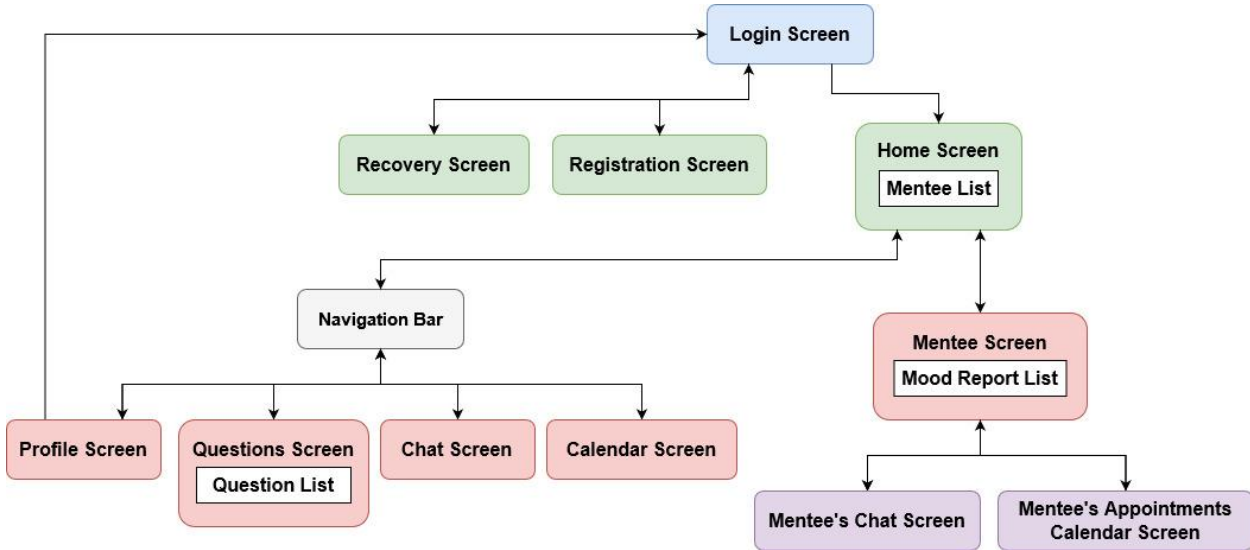 Login Screen
Recovery Screen
Registration Screen
Home Screen
Mentee List
Navigation Bar
Mentee Screen
Mood Report List
Profile Screen
Questions Screen
Question List
Chat Screen
Calendar Screen
Mentee's Chat Screen
Mentee's Appointments
Calendar Screen